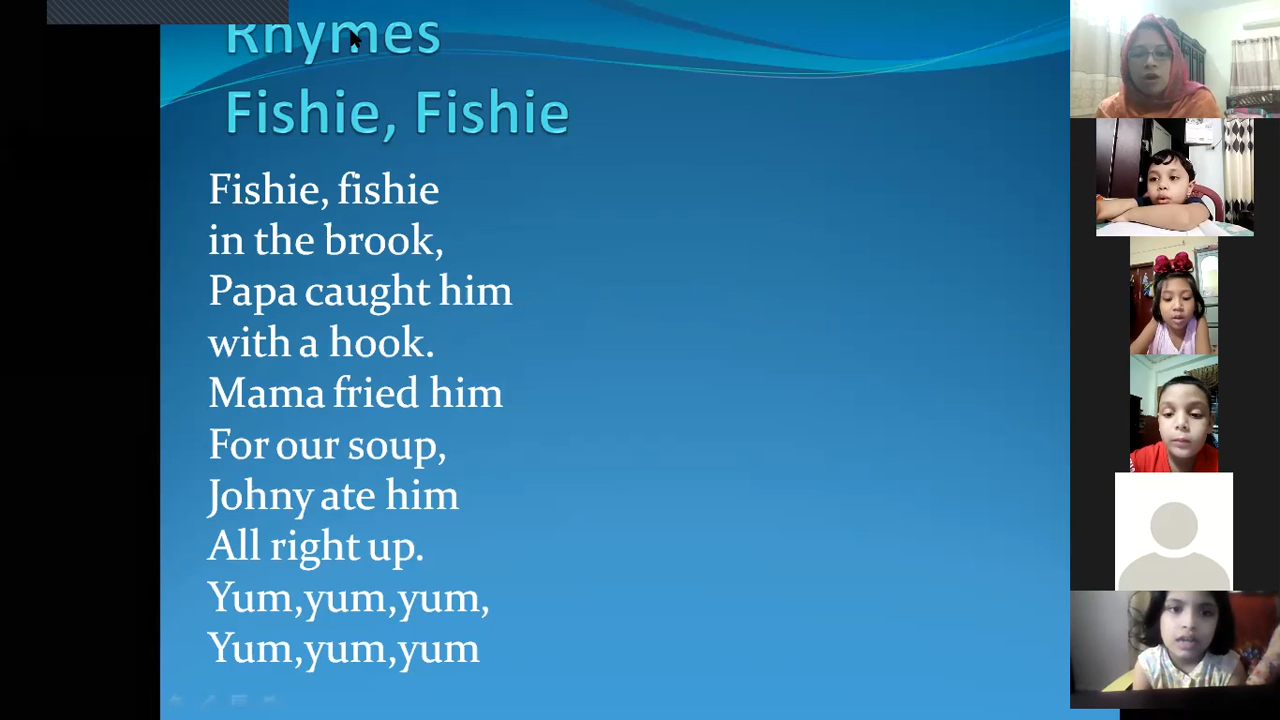 Rhymes
Fishie, Fishie
Fishie, fishie
in the brook,
Papa caught him
with a hook.
Mama fried him
For our soup,
Johny ate him
All right up.
Yum,yum,yum,
Yum,yum,yum